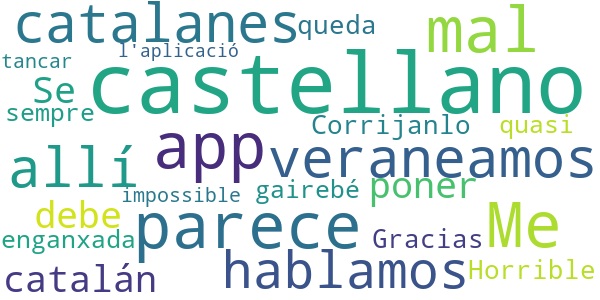 catalanes queda mal
l'aplicació
tancar
Se castellano
sempre
Corrijanlo quasi
app veraneamos
allí
impossible gairebé poner
debe parece Me
enganxada Gracias
catalán hablamos Horrible